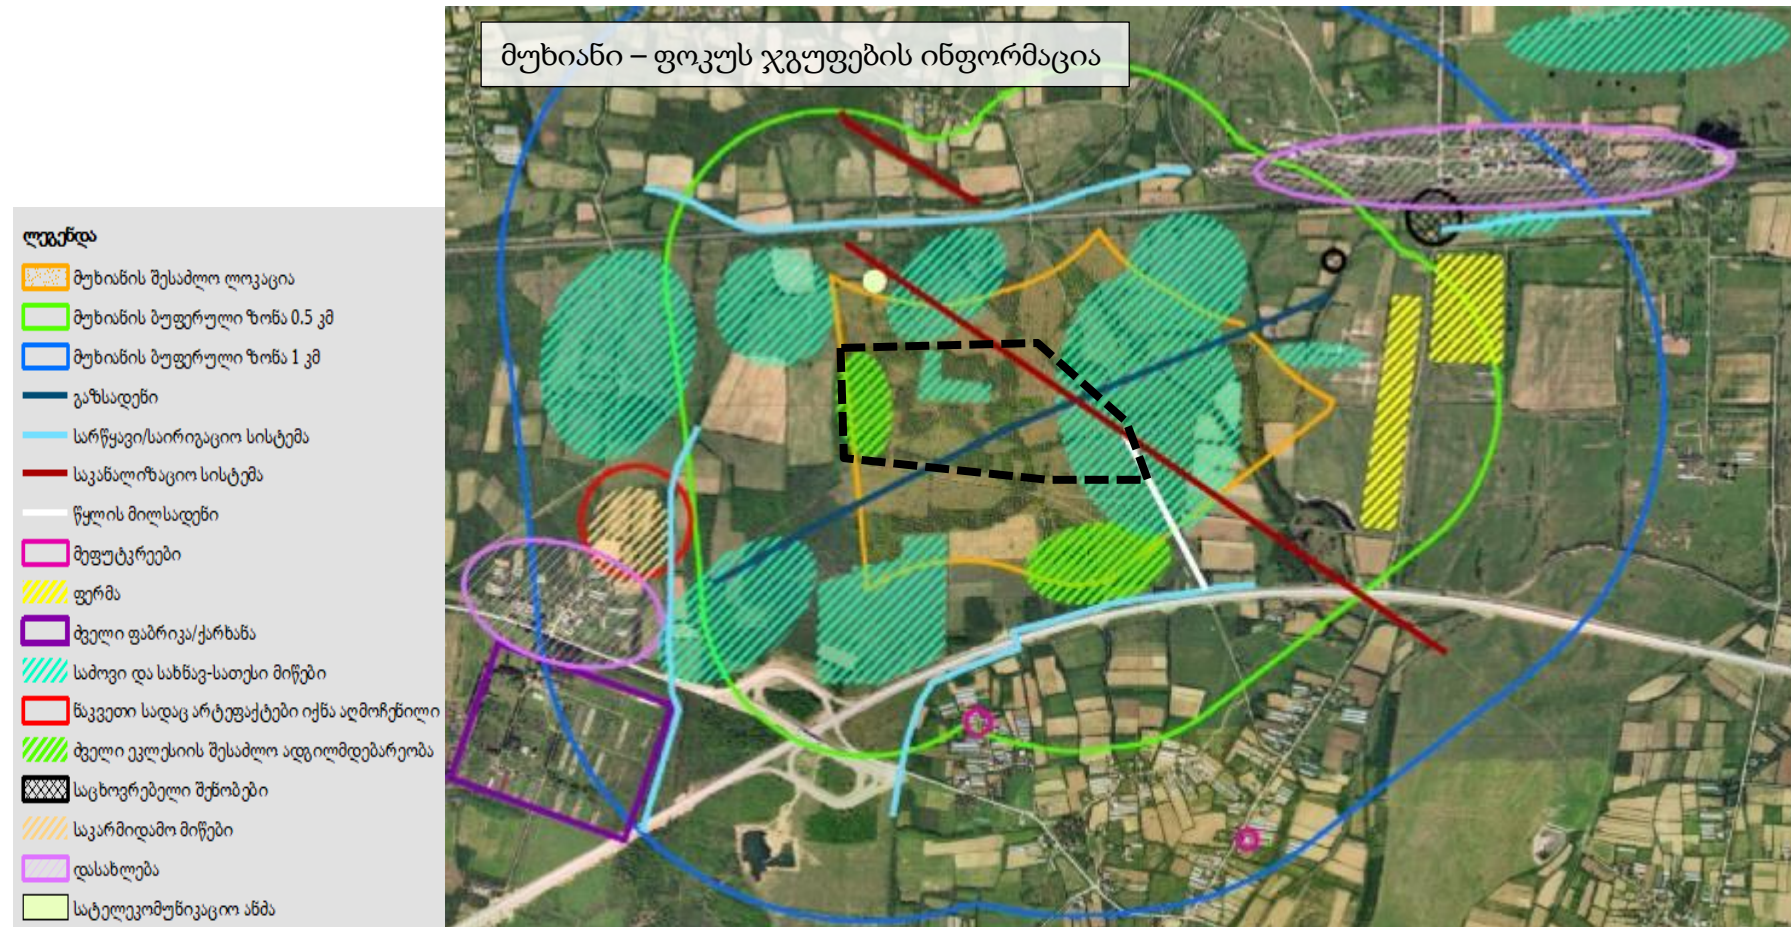 მუხიანი – ფოკუს ჯგუფების ინფორმაცია
ლეგენდა
მუხიანის შესაძლო ლოკაცია
მუხიანის ბუფერული ზონა 0.5 კმ
მუხიანის ბუფერული ზონა 1 კმ
გაზსადენი
სარწყავი/საირიგაციო სისტემა
საკანალიზაციო სისტემა
წყლის მილსადენი
მეფუტკრეები
ფერმა
ძველი ფაბრიკა/ქარხანა
საძოვი და სახნავ-სათესი მიწები
ნაკვეთი სადაც არტეფაქტები იქნა აღმოჩენილი
ძველი ეკლესიის შესაძლო ადგილმდებარეობა
საცხოვრებელი შენობები
საკარმიდამო მიწები
დასახლება
სატელეკომუნიკაციო ანძა